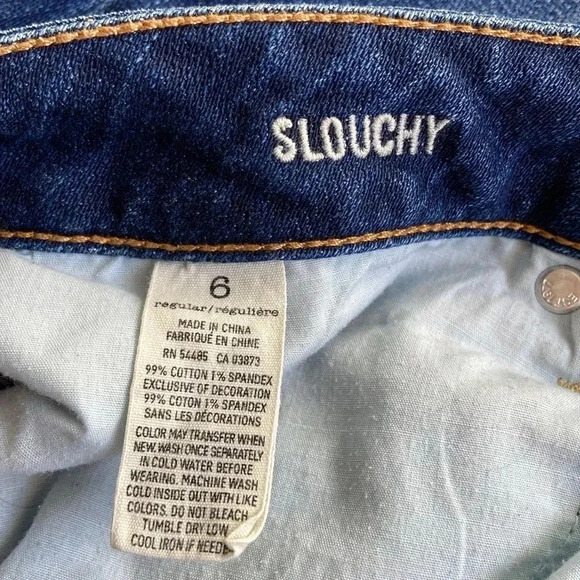 SLOUCHY
6
regular/régulière
MADE IN CHINA
FABRIQUÉ EN CHINE
RN 54485 CA 03873
99% COTTON 1% SPANDEX
EXCLUSIVE OF DECORATION
99% COTTON 1% SPANDEX
SANS LES DÉCORATIONS
COLOR MAY TRANSFER WHEN
NEW. WASH ONCE SEPARATELY
IN COLD WATER BEFORE
WEARING. MACHINE WASH
COLD INSIDE OUT WITH LIKE
COLORS. DO NOT BLEACH
TUMBLE DRY LOW
COOL IRON IF NEEDE